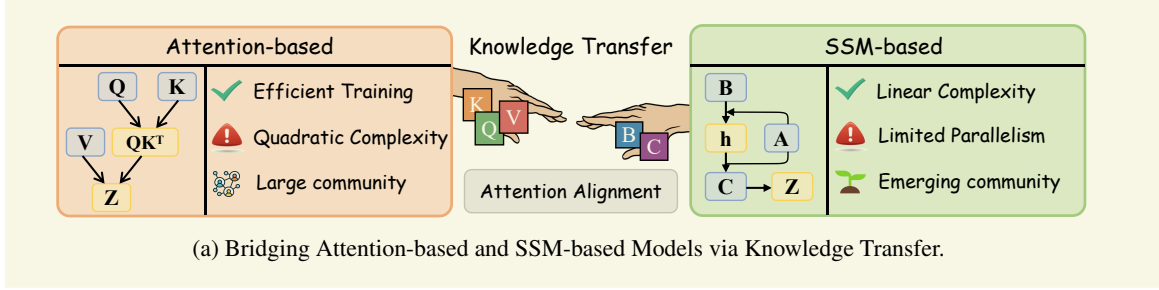 Attention-based
Q
K
V
QKᵀ
Z
Efficient Training
Quadratic Complexity
Large community
Knowledge Transfer
K
Q
V
B
C
Attention Alignment
SSM-based
B
h
A
C
Z
Linear Complexity
Limited Parallelism
Emerging community
(a) Bridging Attention-based and SSM-based Models via Knowledge Transfer.